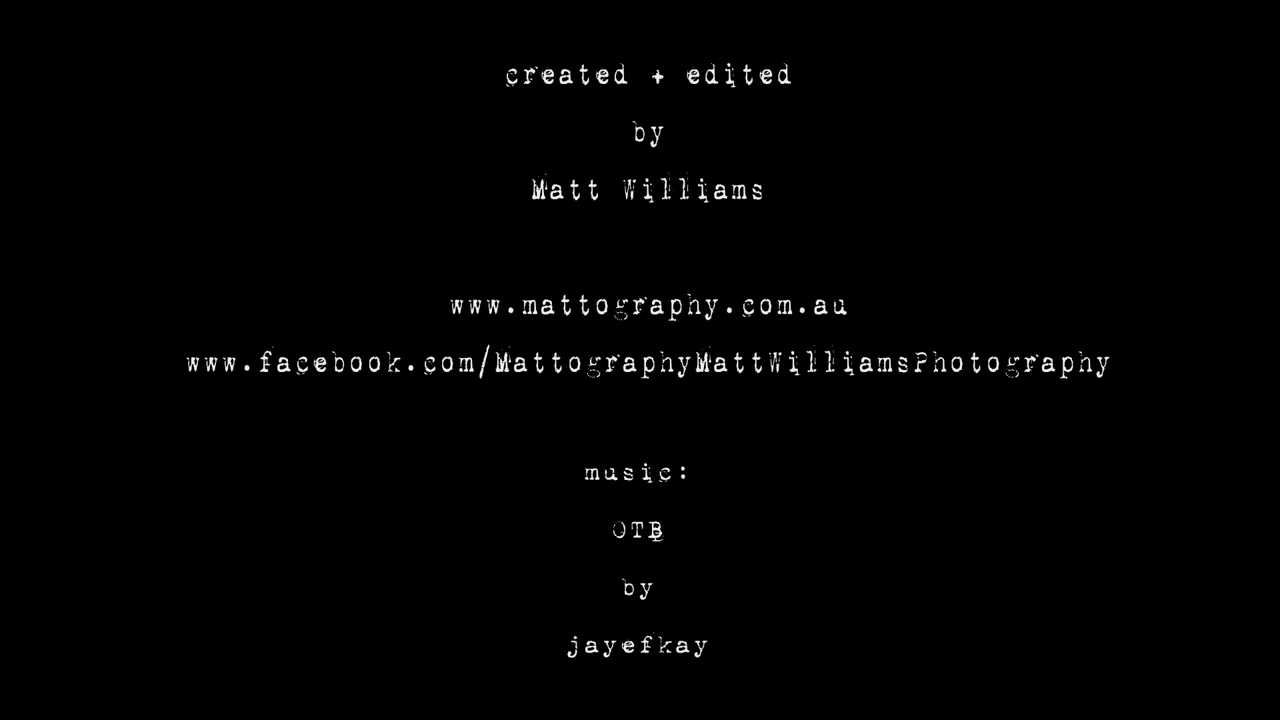 created + edited
by
Matt Williams
www.mattography.com.au
www.facebook.com/MattographyMattWilliamsPhotography
music:
OTB
by
jayefkay